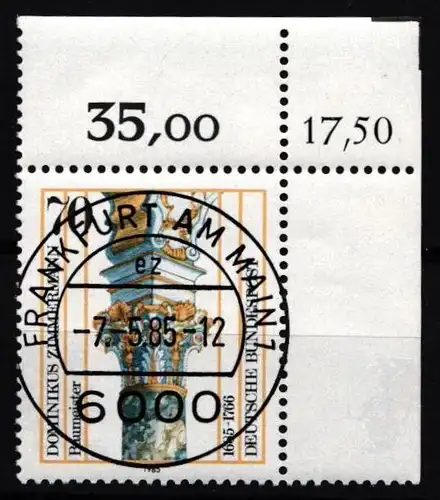 35,00
17,50
70
DOMINIKUS ZIMMERMANN
Baumeister
1685-1766
DEUTSCHE BUNDESPOST
1985
FRANKFURT AM MAIN 1
ez
-7.-5.85-12
6000